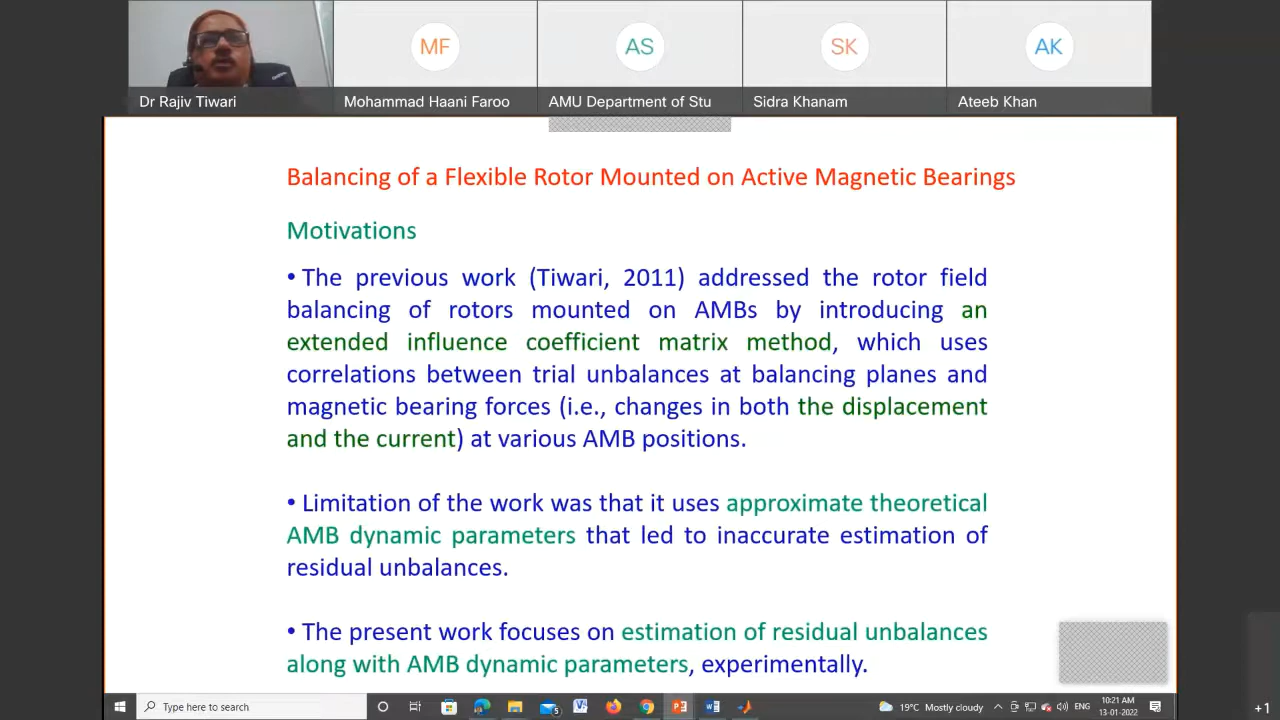 MF
AS
SK
AK
Dr Rajiv Tiwari
Mohammad Haani Faroo
AMU Department of Stu
Sidra Khanam
Ateeb Khan
Balancing of a Flexible Rotor Mounted on Active Magnetic Bearings
Motivations
• The previous work (Tiwari, 2011) addressed the rotor field
balancing of rotors mounted on AMBs by introducing an
extended influence coefficient matrix method, which uses
correlations between trial unbalances at balancing planes and
magnetic bearing forces (i.e., changes in both the displacement
and the current) at various AMB positions.
• Limitation of the work was that it uses approximate theoretical
AMB dynamic parameters that led to inaccurate estimation of
residual unbalances.
• The present work focuses on estimation of residual unbalances
along with AMB dynamic parameters, experimentally.
Type here to search
5
19°C Mostly cloudy
ENG
10:21 AM
13-01-2022
+1